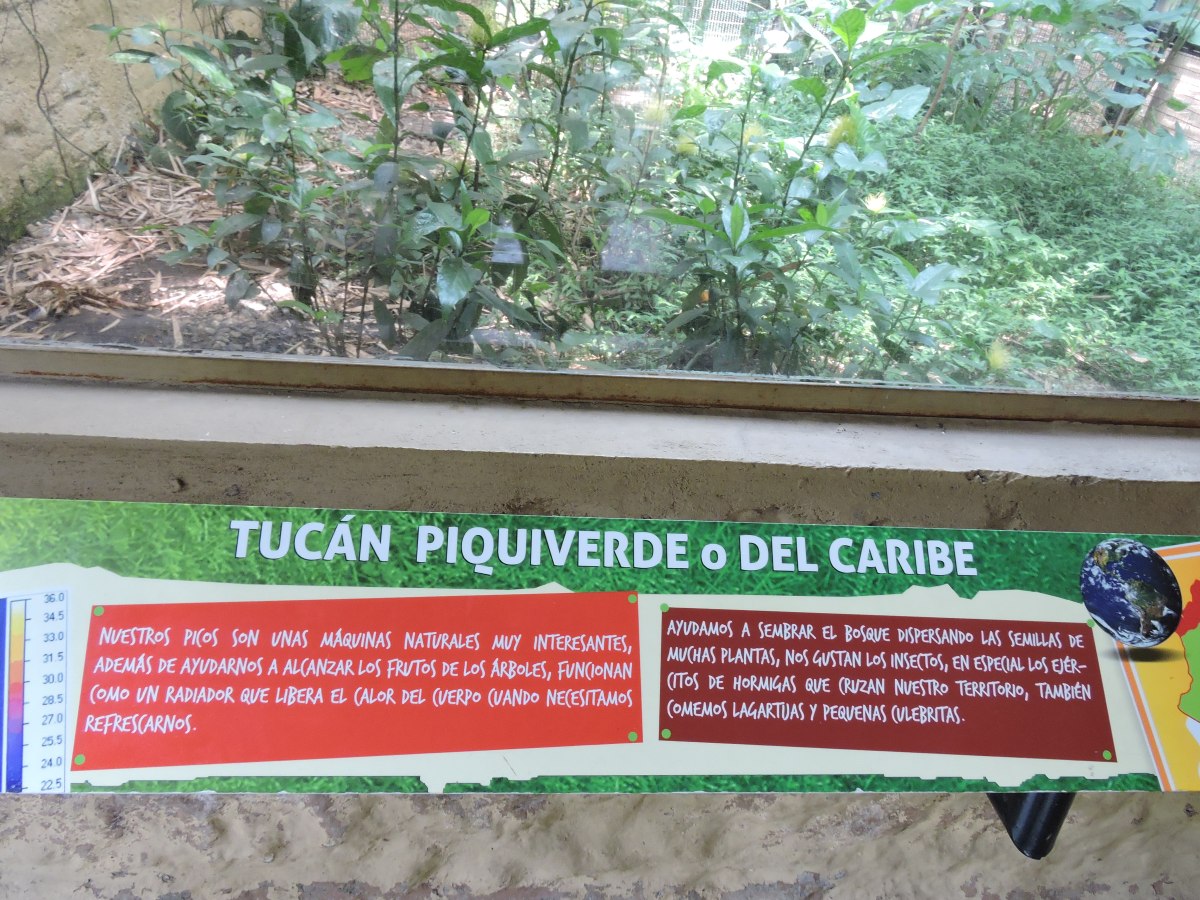 TUCÁN PIQUIVERDE o DEL CARIBE
36.0
34.5
33.0
31.5
30.0
28.5
27.0
25.5
24.0
22.5
NUESTROS PICOS SON UNAS MÁQUINAS NATURALES MUY INTERESANTES,
ADEMÁS DE AYUDARNOS A ALCANZAR LOS FRUTOS DE LOS ÁRBOLES, FUNCIONAN
COMO UN RADIADOR QUE LIBERA EL CALOR DEL CUERPO CUANDO NECESITAMOS
REFRESCARNOS.
AYUDAMOS A SEMBRAR EL BOSQUE DISPERSANDO LAS SEMILLAS DE
MUCHAS PLANTAS, NOS GUSTAN LOS INSECTOS, EN ESPECIAL LOS EJÉR-
CITOS DE HORMIGAS QUE CRUZAN NUESTRO TERRITORIO, TAMBIÉN
COMEMOS LAGARTIJAS Y PEQUENAS CULEBRITAS.